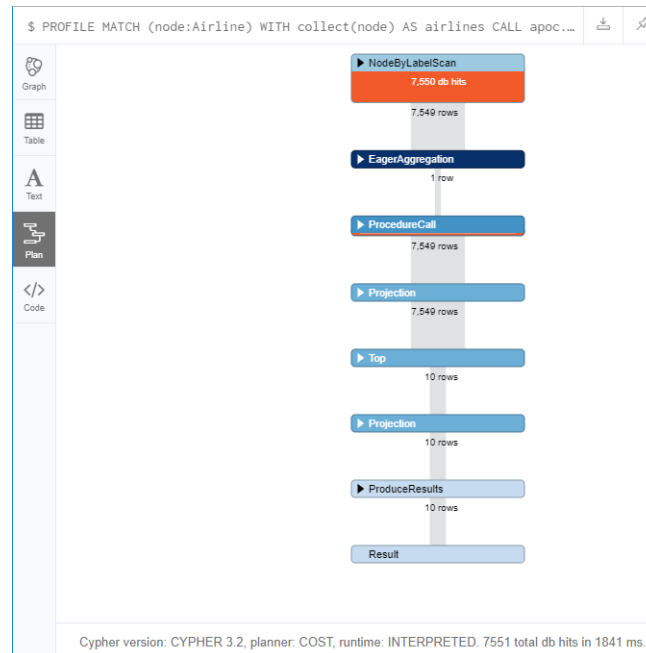 $ PROFILE MATCH (node:Airline) WITH collect(node) AS airlines CALL apoc.…
Graph
Table
A
Text
Plan
</>
Code
NodeByLabelScan
7,550 db hits
7,549 rows
EagerAggregation
1 row
ProcedureCall
7,549 rows
Projection
7,549 rows
Top
10 rows
Projection
10 rows
ProduceResults
10 rows
Result
Cypher version: CYPHER 3.2, planner: COST, runtime: INTERPRETED. 7551 total db hits in 1841 ms.